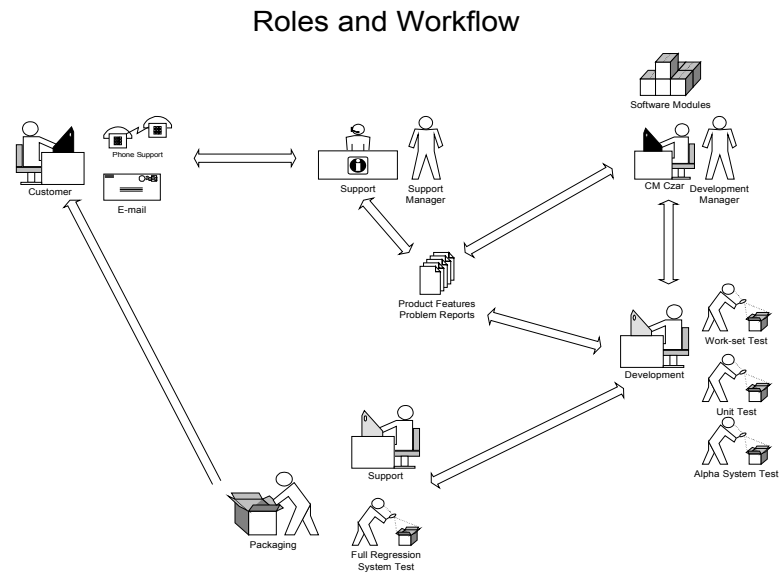 Roles and Workflow
Software Modules
Phone Support
Customer
E-mail
Support
Support
Manager
CM Czar
Development
Manager
Product Features
Problem Reports
Work-set Test
Development
Unit Test
Alpha System Test
Support
Packaging
Full Regression
System Test